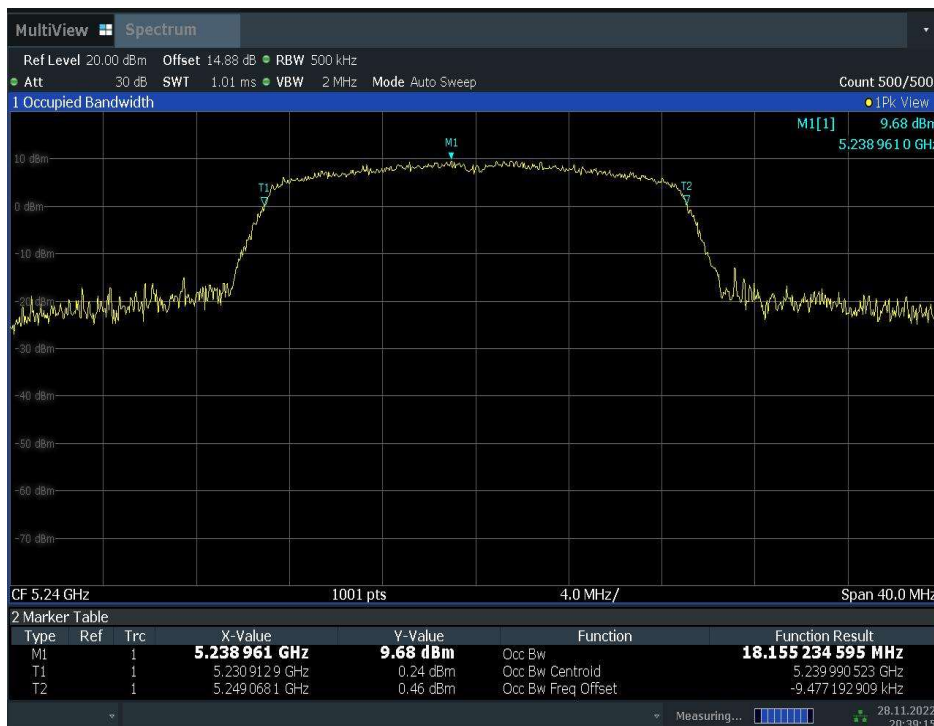 MultiView Spectrum
Ref Level 20.00 dBm Offset 14.88 dB RBW 500 kHz
Att 30 dB SWT 1.01 ms VBW 2 MHz Mode Auto Sweep Count 500/500
1 Occupied Bandwidth 1Pk View
M1[1] 9.68 dBm
5.238 961 0 GHz
M1
10 dBm
T1 T2
0 dBm
-10 dBm
-20 dBm
-30 dBm
-40 dBm
-50 dBm
-60 dBm
-70 dBm
CF 5.24 GHz 1001 pts 4.0 MHz/ Span 40.0 MHz
2 Marker Table
Type Ref Trc X-Value Y-Value Function Function Result
M1 1 5.238 961 GHz 9.68 dBm Occ Bw 18.155 234 595 MHz
T1 1 5.230 912 9 GHz 0.24 dBm Occ Bw Centroid 5.239 990 523 GHz
T2 1 5.249 068 1 GHz 0.46 dBm Occ Bw Freq Offset -9.477 192 909 kHz
Measuring... 28.11.2022
20:39:15